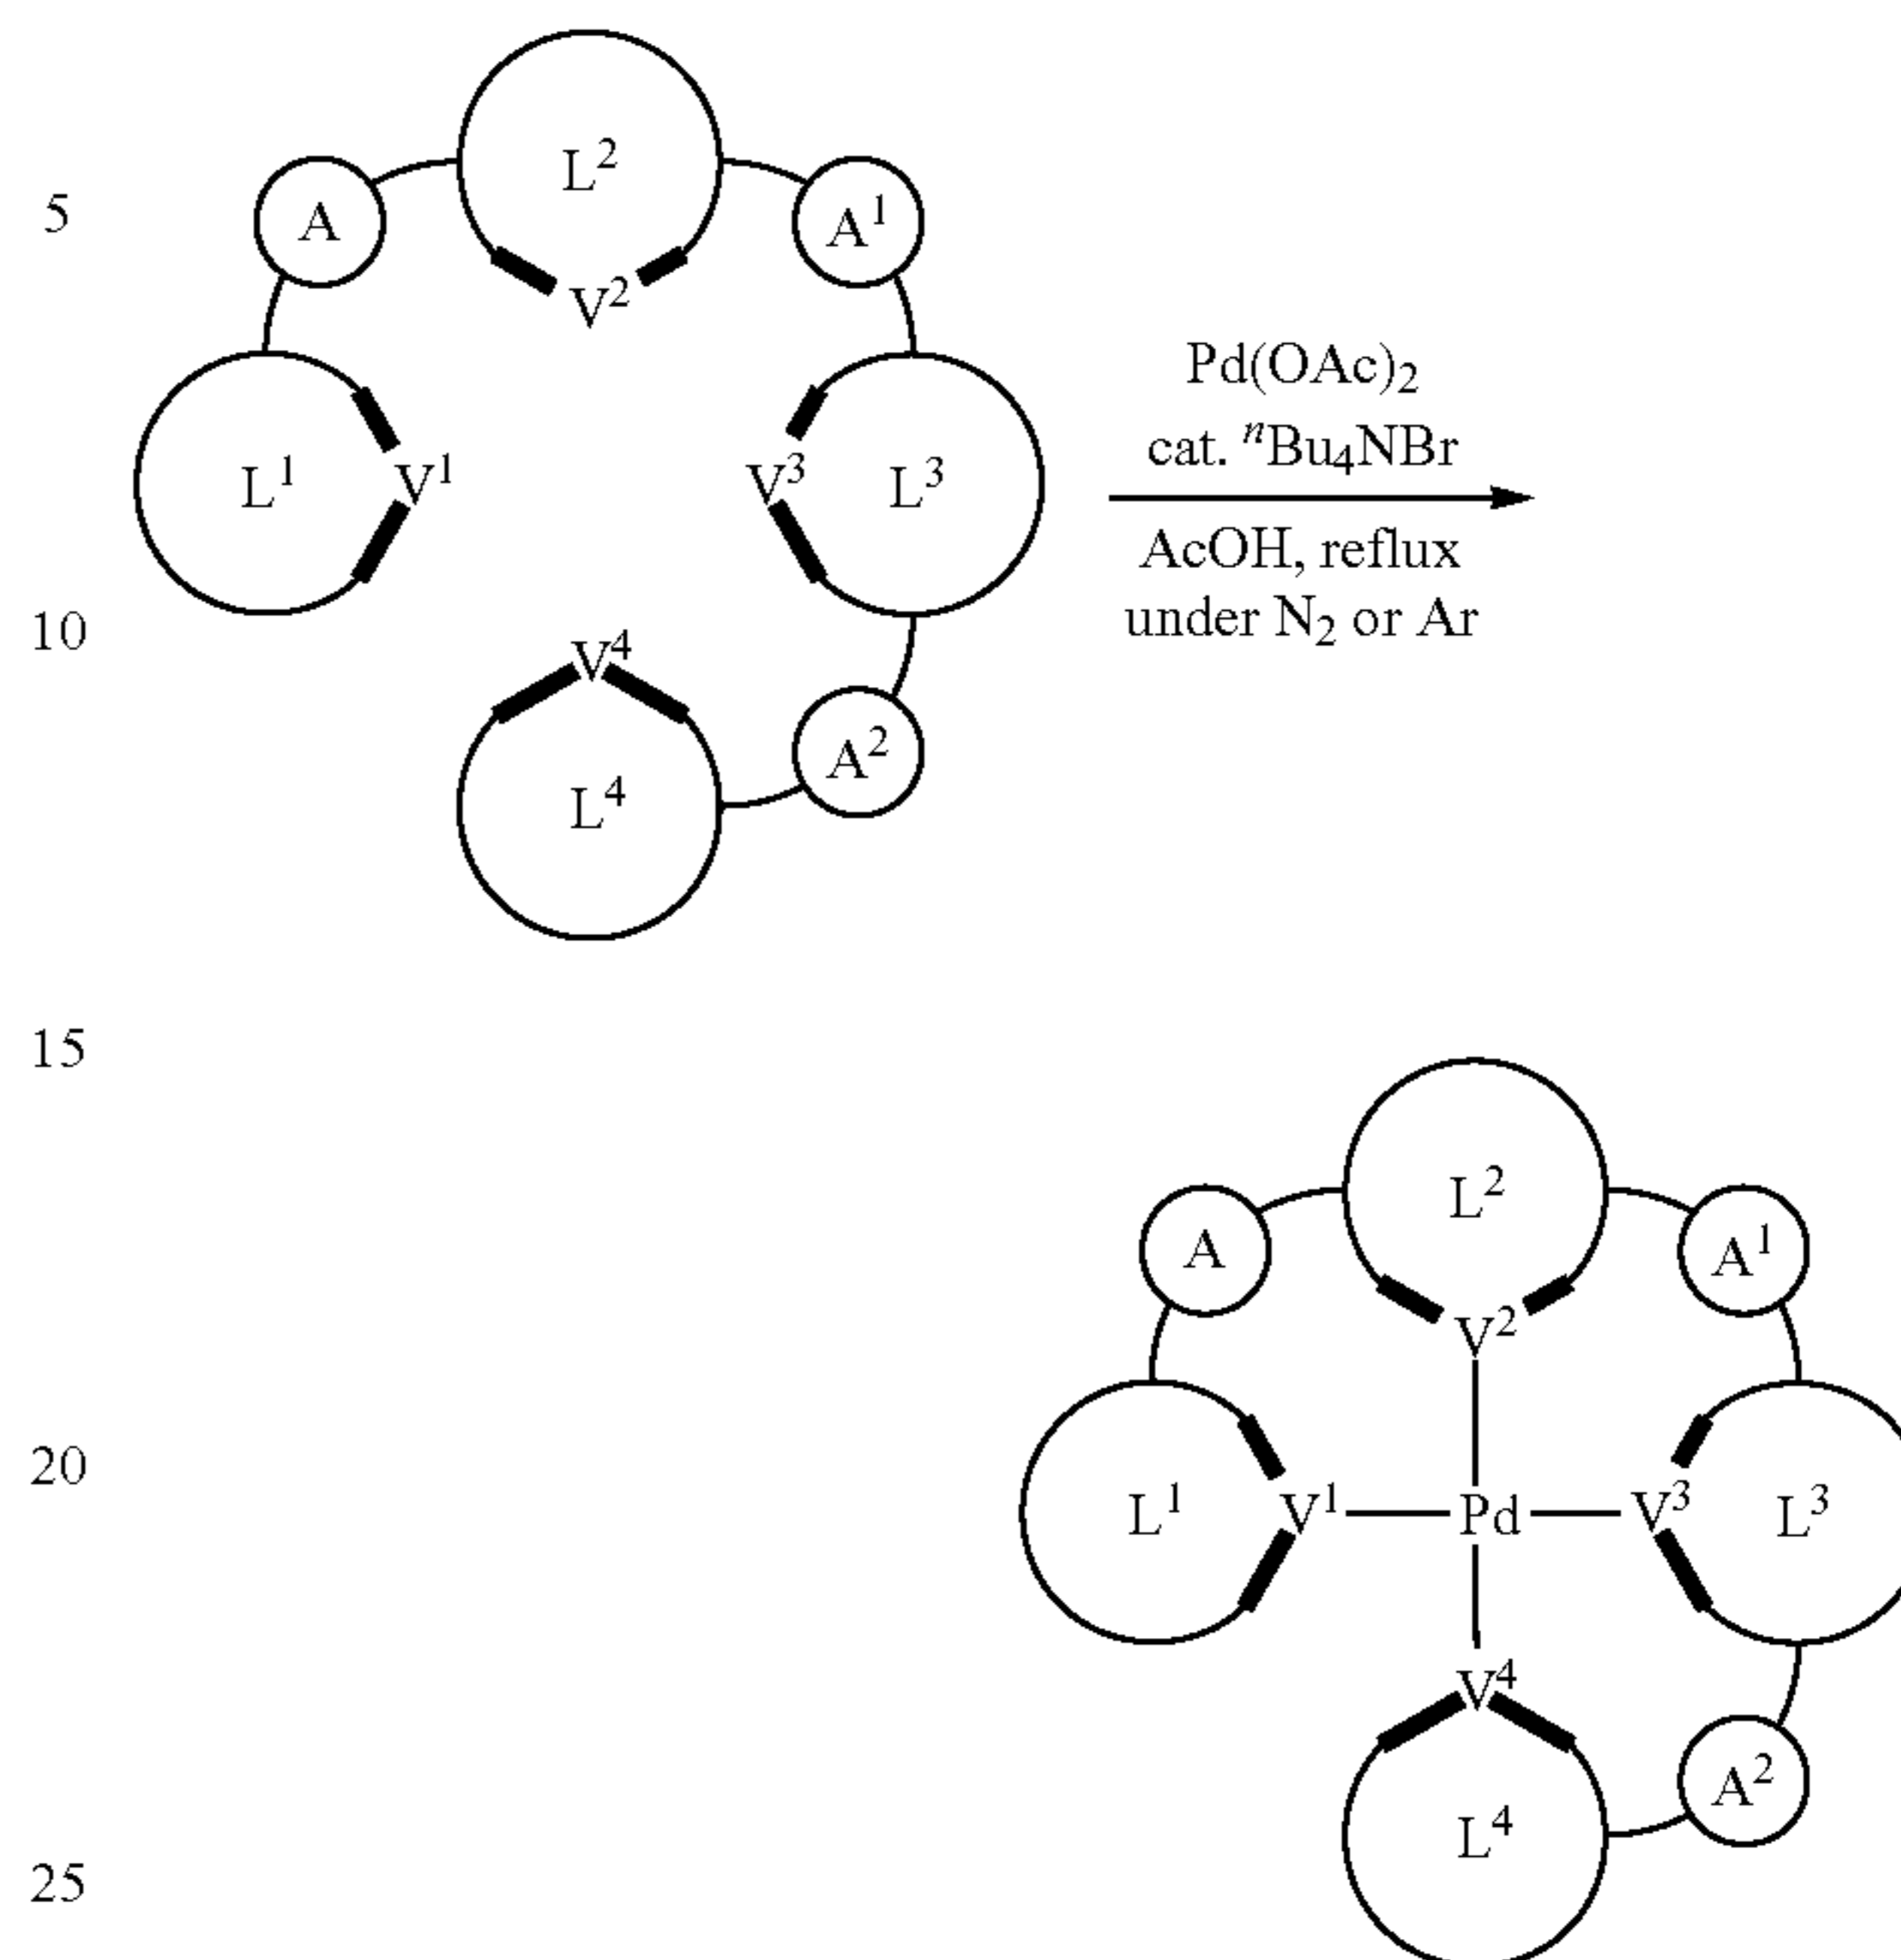 L²
5
A
A¹
V²
Pd(OAc)₂
cat. ⁿBu₄NBr
L¹
V¹
V³
L³
AcOH, reflux
under N₂ or Ar
10
V⁴
A²
L⁴
15
L²
A
A¹
V²
20
L¹
V¹
Pd
V³
L³
V⁴
A²
L⁴
25